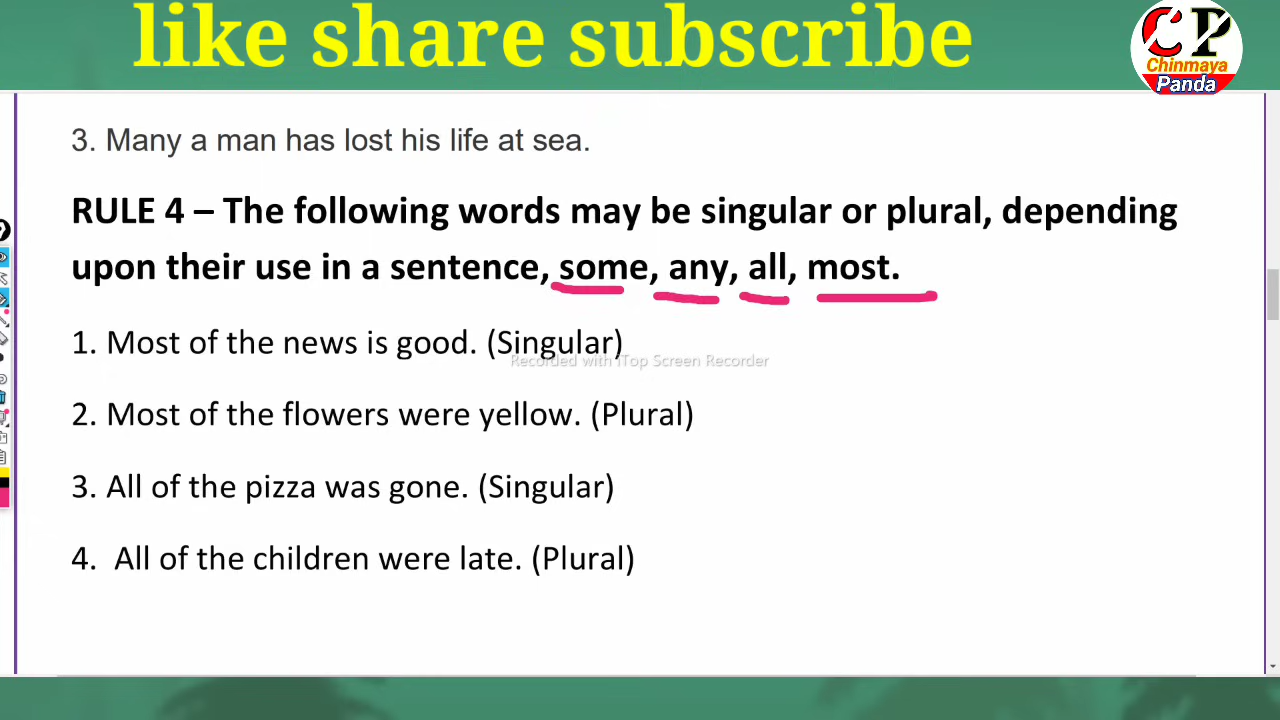 like share subscribe
CP
Chinmaya
Panda
3. Many a man has lost his life at sea.
RULE 4 – The following words may be singular or plural, depending
upon their use in a sentence, some, any, all, most.
1. Most of the news is good. (Singular)
Recorded with iTop Screen Recorder
2. Most of the flowers were yellow. (Plural)
3. All of the pizza was gone. (Singular)
4.  All of the children were late. (Plural)